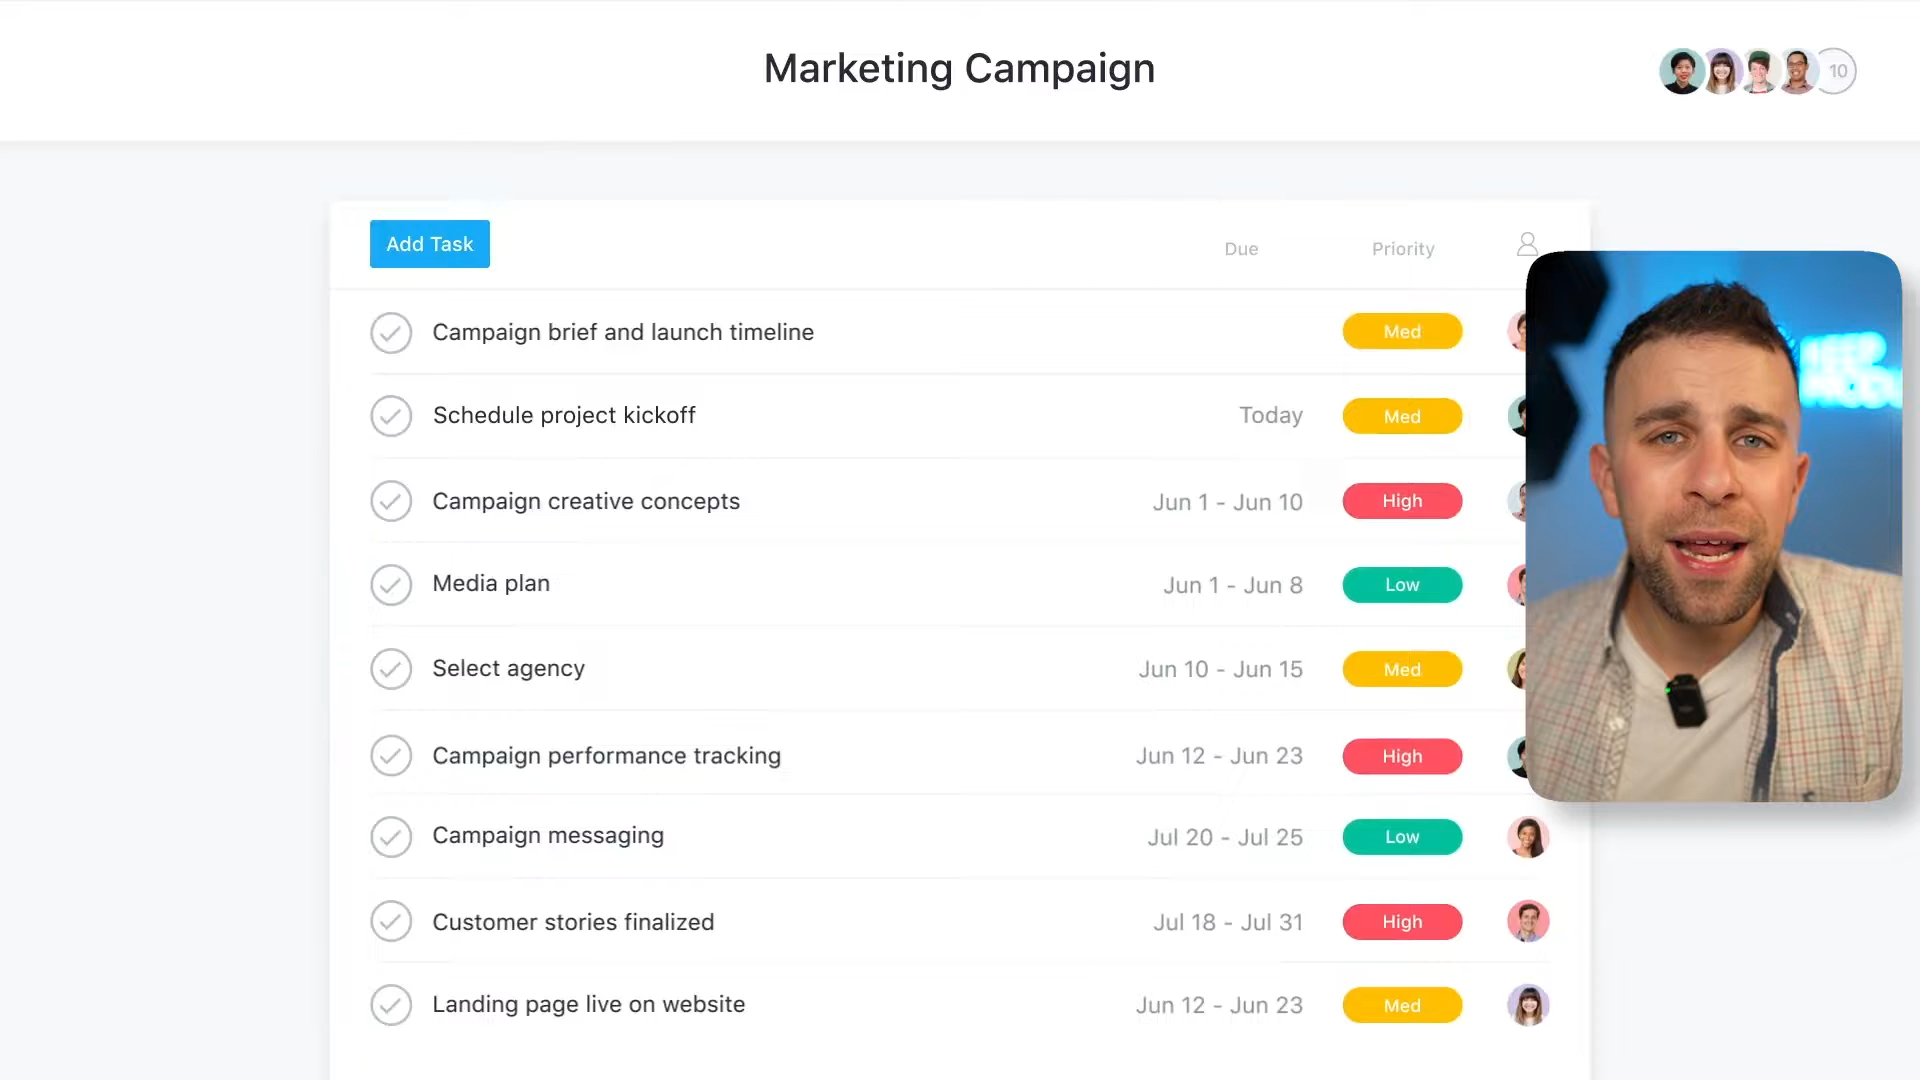 Marketing Campaign
10
Add Task
Due Priority
Campaign brief and launch timeline Med
Schedule project kickoff Today Med
Campaign creative concepts Jun 1 - Jun 10 High
Media plan Jun 1 - Jun 8 Low
Select agency Jun 10 - Jun 15 Med
Campaign performance tracking Jun 12 - Jun 23 High
Campaign messaging Jul 20 - Jul 25 Low
Customer stories finalized Jul 18 - Jul 31 High
Landing page live on website Jun 12 - Jun 23 Med